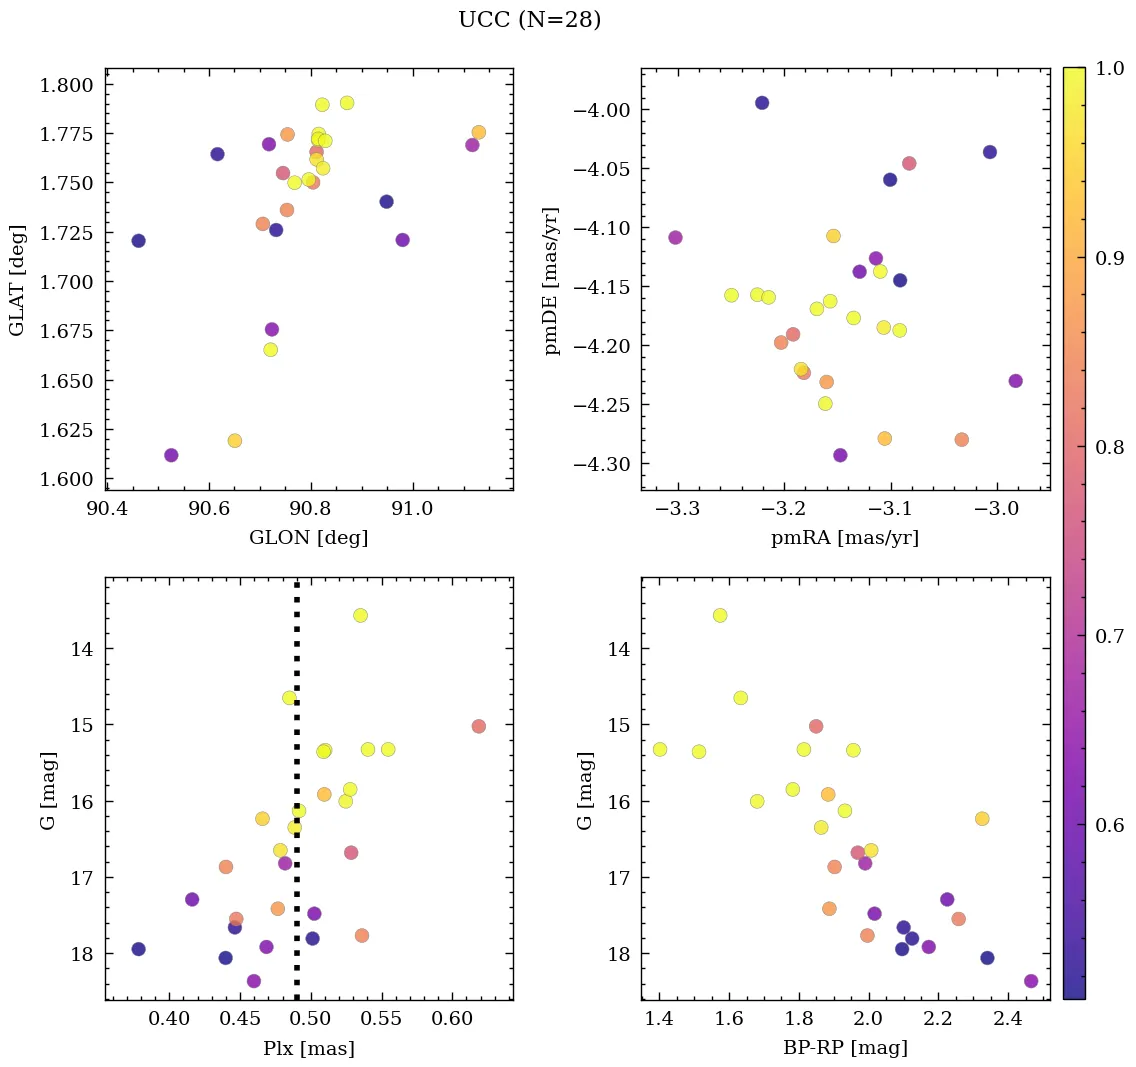 UCC (N=28)
1.800
1.775
1.750
1.725
1.700
1.675
1.650
1.625
1.600
GLAT [deg]
90.4 90.6 90.8 91.0
GLON [deg]
−4.00
−4.05
−4.10
−4.15
−4.20
−4.25
−4.30
pmDE [mas/yr]
−3.3 −3.2 −3.1 −3.0
pmRA [mas/yr]
1.0
0.9
0.8
0.7
0.6
14
15
16
17
18
G [mag]
0.40 0.45 0.50 0.55 0.60
Plx [mas]
14
15
16
17
18
G [mag]
1.4 1.6 1.8 2.0 2.2 2.4
BP-RP [mag]